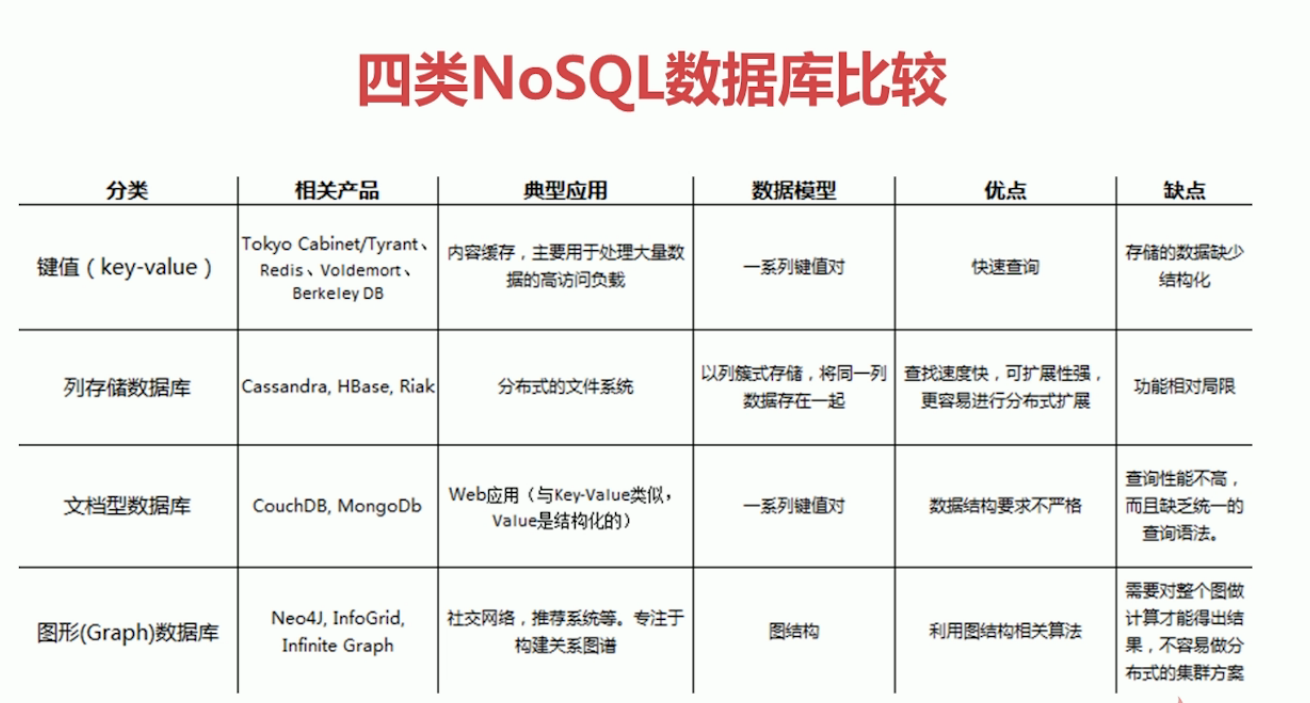 四类NoSQL数据库比较
分类
相关产品
典型应用
数据模型
优点
缺点
键值（key-value）
Tokyo Cabinet/Tyrant、
Redis、Voldemort、
Berkeley DB
内容缓存，主要用于处理大量数
据的高访问负载
一系列键值对
快速查询
存储的数据缺少
结构化
列存储数据库
Cassandra, HBase, Riak
分布式的文件系统
以列簇式存储，将同一列
数据存在一起
查找速度快，可扩展性强，
更容易进行分布式扩展
功能相对局限
文档型数据库
CouchDB, MongoDb
Web应用（与Key-Value类似，
Value是结构化的）
一系列键值对
数据结构要求不严格
查询性能不高，
而且缺乏统一的
查询语法。
图形(Graph)数据库
Neo4J, InfoGrid,
Infinite Graph
社交网络，推荐系统等。专注于
构建关系图谱
图结构
利用图结构相关算法
需要对整个图做
计算才能得出结
果，不容易做分
布式的集群方案